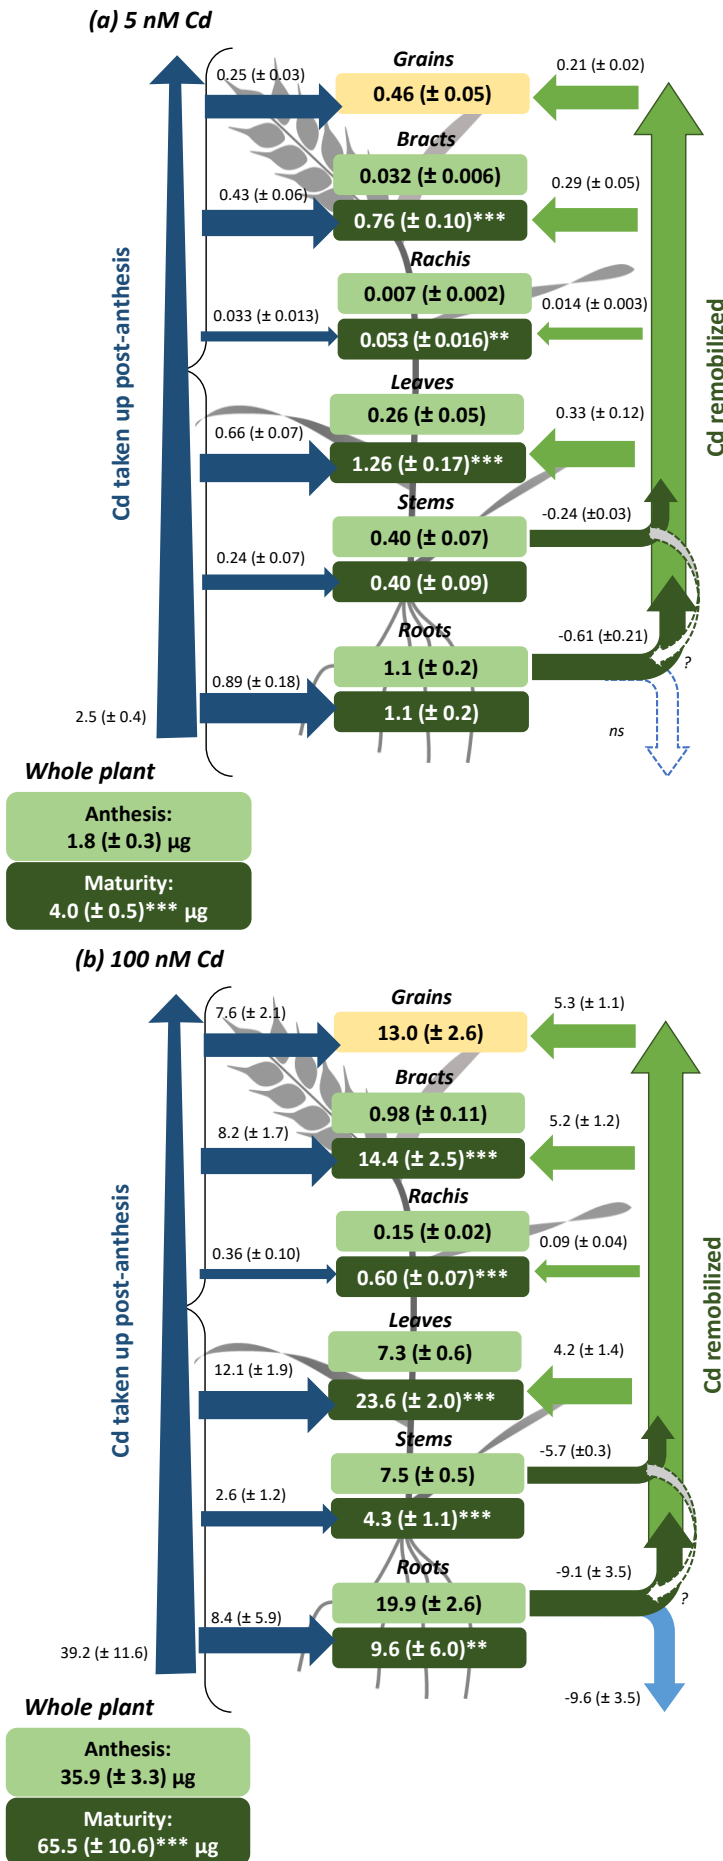 (a) 5 nM Cd
Grains
0.25 (± 0.03)
0.46 (± 0.05)
0.21 (± 0.02)
Bracts
0.032 (± 0.006)
0.43 (± 0.06)
0.76 (± 0.10)***
0.29 (± 0.05)
Rachis
0.007 (± 0.002)
0.033 (± 0.013)
0.053 (± 0.016)**
0.014 (± 0.003)
Leaves
0.26 (± 0.05)
0.66 (± 0.07)
1.26 (± 0.17)***
0.33 (± 0.12)
Stems
0.40 (± 0.07)
-0.24 (±0.03)
0.24 (± 0.07)
0.40 (± 0.09)
Roots
1.1 (± 0.2)
-0.61 (±0.21)
?
0.89 (± 0.18)
1.1 (± 0.2)
ns
2.5 (± 0.4)
Cd taken up post-anthesis
Cd remobilized
Whole plant
Anthesis:
1.8 (± 0.3) µg
Maturity:
4.0 (± 0.5)*** µg
(b) 100 nM Cd
Grains
7.6 (± 2.1)
13.0 (± 2.6)
5.3 (± 1.1)
Bracts
0.98 (± 0.11)
8.2 (± 1.7)
14.4 (± 2.5)***
5.2 (± 1.2)
Rachis
0.15 (± 0.02)
0.36 (± 0.10)
0.60 (± 0.07)***
0.09 (± 0.04)
Leaves
7.3 (± 0.6)
12.1 (± 1.9)
23.6 (± 2.0)***
4.2 (± 1.4)
Stems
7.5 (± 0.5)
-5.7 (±0.3)
2.6 (± 1.2)
4.3 (± 1.1)***
Roots
19.9 (± 2.6)
-9.1 (± 3.5)
?
8.4 (± 5.9)
9.6 (± 6.0)**
-9.6 (± 3.5)
39.2 (± 11.6)
Cd taken up post-anthesis
Cd remobilized
Whole plant
Anthesis:
35.9 (± 3.3) µg
Maturity:
65.5 (± 10.6)*** µg